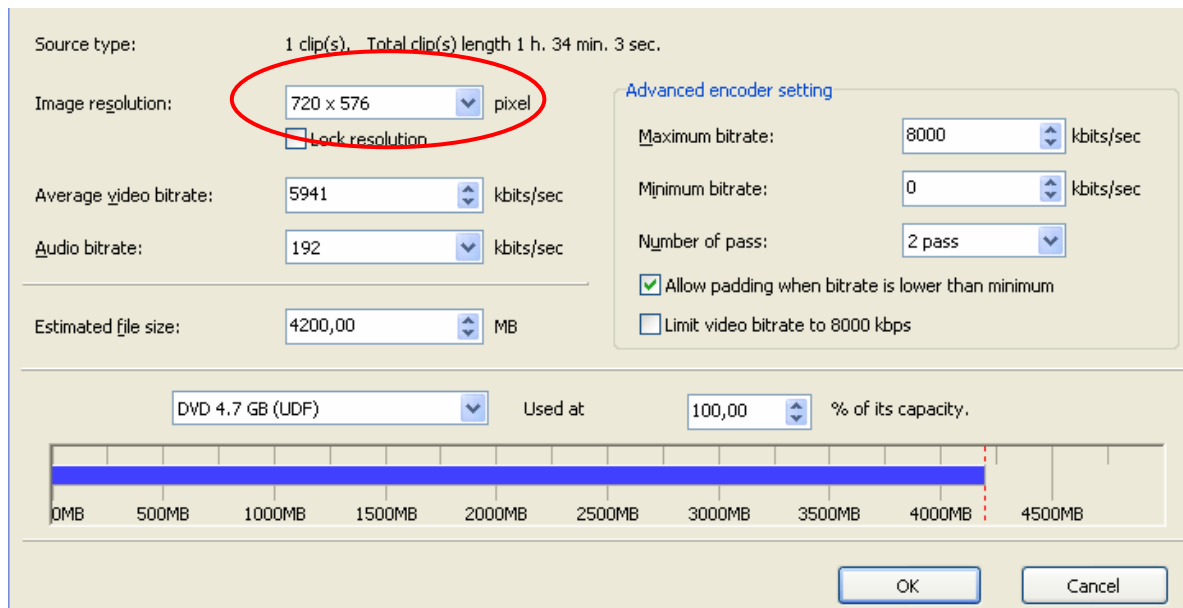 Source type: 1 clip(s), Total clip(s) length 1 h. 34 min. 3 sec.
Image resolution: 720 x 576 pixel
Lock resolution
Average video bitrate: 5941 kbits/sec
Audio bitrate: 192 kbits/sec
Estimated file size: 4200,00 MB
Advanced encoder setting
Maximum bitrate: 8000 kbits/sec
Minimum bitrate: 0 kbits/sec
Number of pass: 2 pass
Allow padding when bitrate is lower than minimum
Limit video bitrate to 8000 kbps
DVD 4.7 GB (UDF) Used at 100,00 % of its capacity.
0MB 500MB 1000MB 1500MB 2000MB 2500MB 3000MB 3500MB 4000MB 4500MB
OK Cancel